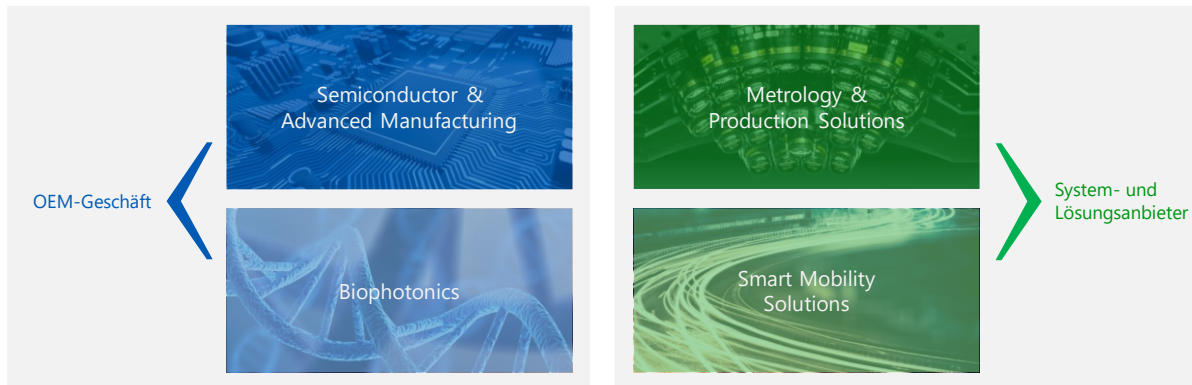 OEM-Geschäft
Semiconductor &
Advanced Manufacturing
Biophotonics
Metrology &
Production Solutions
Smart Mobility
Solutions
System- und
Lösungsanbieter